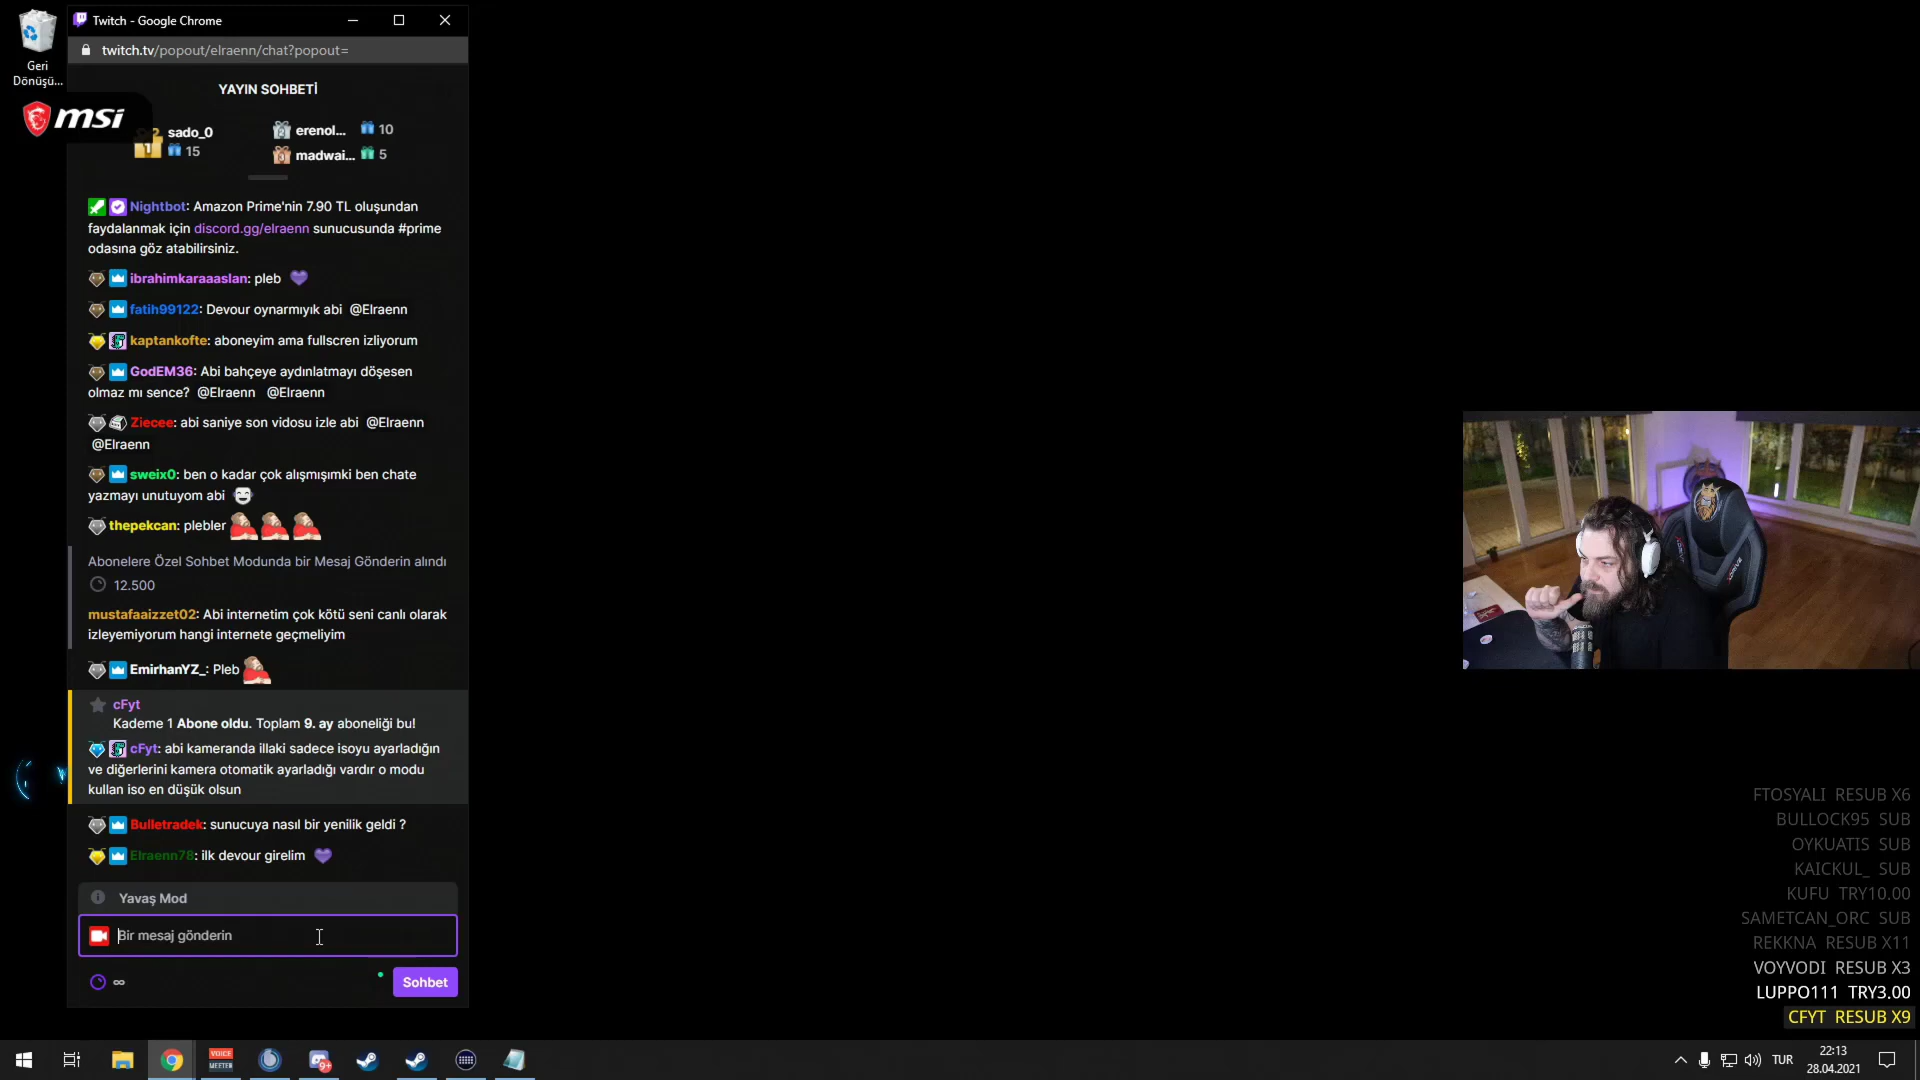 Twitch - Google Chrome
twitch.tv/popout/elraenn/chat?popout=
Geri
Dönüşü...
YAYIN SOHBETİ
msi
sado_0
15
erenol... 10
madwai... 5
Nightbot: Amazon Prime'nin 7.90 TL oluşundan
faydalanmak için discord.gg/elraenn sunucusunda #prime
odasına göz atabilirsiniz.
ibrahimkaraaaslan: pleb
fatih99122: Devour oynarmıyık abi @Elraenn
kaptankofte: aboneyim ama fullscren izliyorum
GodEM36: Abi bahçeye aydınlatmayı döşesen
olmaz mı sence? @Elraenn @Elraenn
Ziecee: abi saniye son vidosu izle abi @Elraenn
@Elraenn
sweix0: ben o kadar çok alışmışımki ben chate
yazmayı unutuyom abi
thepekcan: plebler
Abonelere Özel Sohbet Modunda bir Mesaj Gönderin alındı
12.500
mustafaaizzet02: Abi internetim çok kötü seni canlı olarak
izleyemiyorum hangi internete geçmeliyim
EmirhanYZ_: Pleb
cFyt
Kademe 1 Abone oldu. Toplam 9. ay aboneliği bu!
cFyt: abi kameranda illaki sadece isoyu ayarladığın
ve diğerlerini kamera otomatik ayarladığı vardır o modu
kullan iso en düşük olsun
Bulletradek: sunucuya nasıl bir yenilik geldi ?
Elraenn78: ilk devour girelim
Yavaş Mod
Bir mesaj gönderin
∞
Sohbet
FTOSYALI RESUB X6
BULLOCK95 SUB
OYKUATIS SUB
KAICKUL_ SUB
KUFU TRY10.00
SAMETCAN_ORC SUB
REKKNA RESUB X11
VOYVODI RESUB X3
LUPPO111 TRY3.00
CFYT RESUB X9
VOICE
MEETER
9+
TUR
22:13
28.04.2021